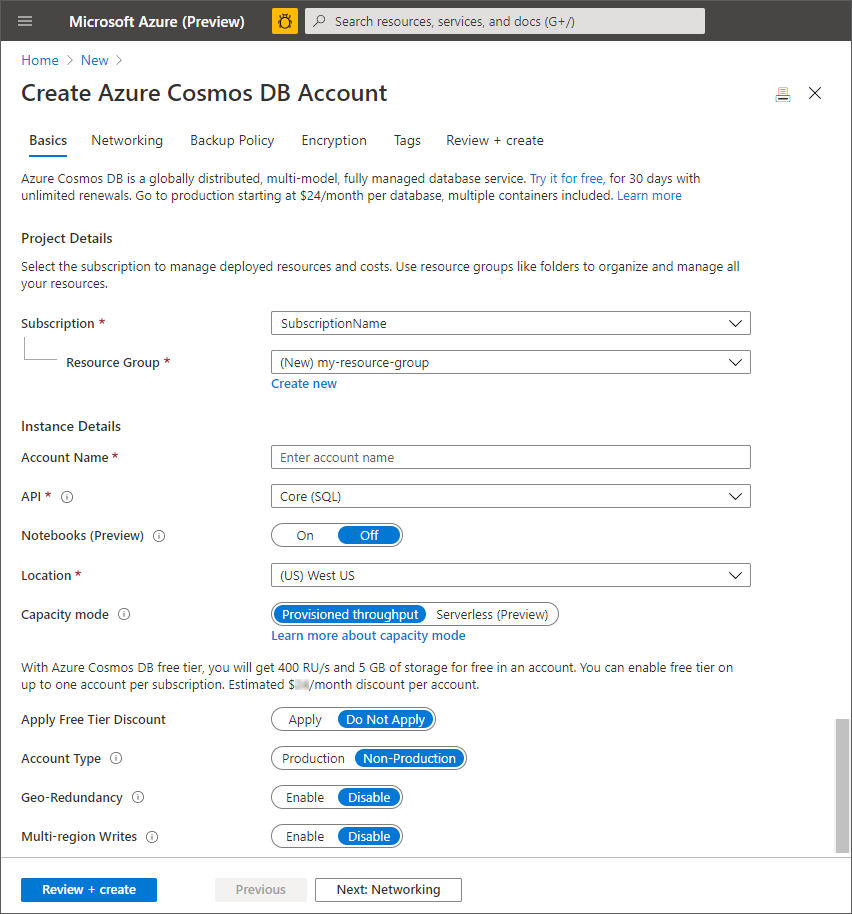 Microsoft Azure (Preview)
Search resources, services, and docs (G+/)
Home > New >
Create Azure Cosmos DB Account
Basics Networking Backup Policy Encryption Tags Review + create
Azure Cosmos DB is a globally distributed, multi-model, fully managed database service. Try it for free, for 30 days with
unlimited renewals. Go to production starting at $24/month per database, multiple containers included. Learn more
Project Details
Select the subscription to manage deployed resources and costs. Use resource groups like folders to organize and manage all
your resources.
Subscription * SubscriptionName
Resource Group * (New) my-resource-group
Create new
Instance Details
Account Name * Enter account name
API * Core (SQL)
Notebooks (Preview) On Off
Location * (US) West US
Capacity mode Provisioned throughput Serverless (Preview)
Learn more about capacity mode
With Azure Cosmos DB free tier, you will get 400 RU/s and 5 GB of storage for free in an account. You can enable free tier on
up to one account per subscription. Estimated $ /month discount per account.
Apply Free Tier Discount Apply Do Not Apply
Account Type Production Non-Production
Geo-Redundancy Enable Disable
Multi-region Writes Enable Disable
Review + create Previous Next: Networking